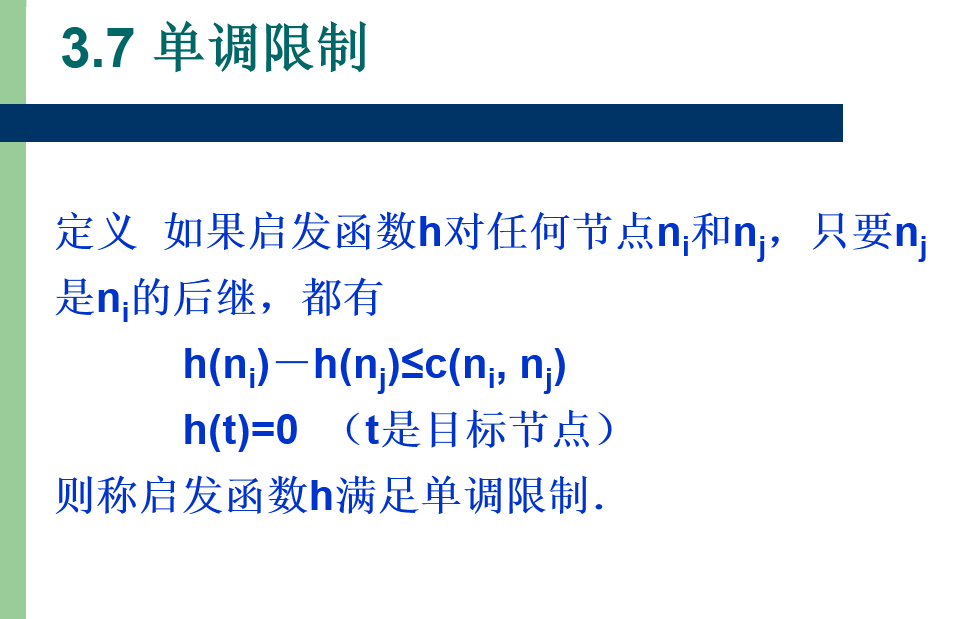 3.7 单调限制
定义 如果启发函数h对任何节点nᵢ和nⱼ，只要nⱼ
是nᵢ的后继，都有
h(nᵢ)－h(nⱼ)≤c(nᵢ, nⱼ)
h(t)=0 （t是目标节点）
则称启发函数h满足单调限制.